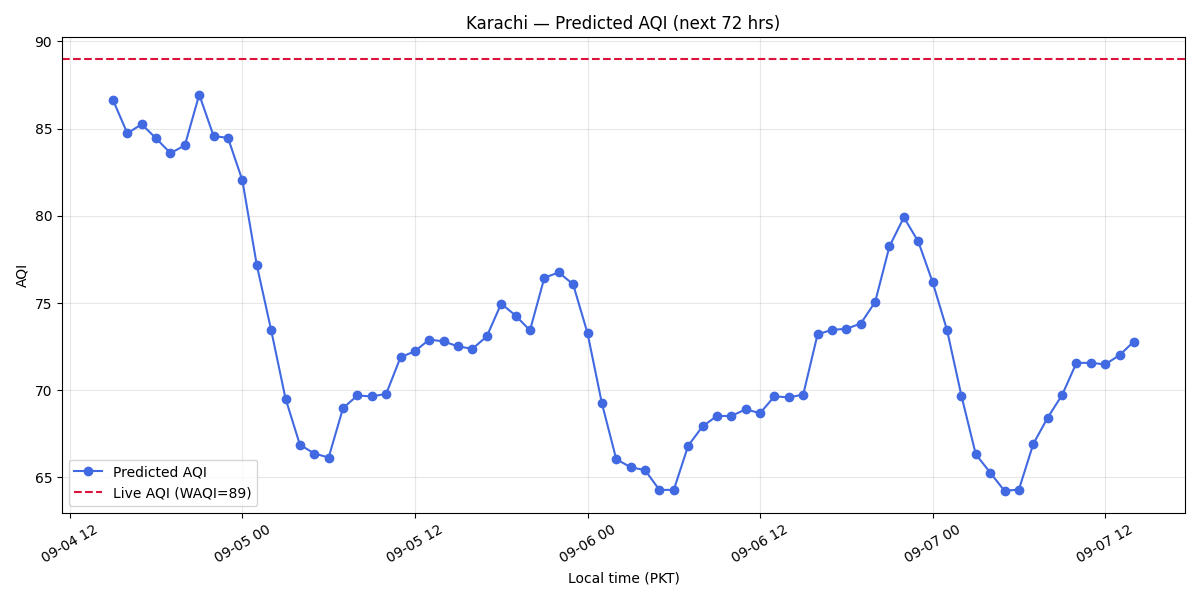 Karachi — Predicted AQI (next 72 hrs)
90
85
80
75
70
65
AQI
Predicted AQI
Live AQI (WAQI=89)
09-04 12
09-05 00
09-05 12
09-06 00
09-06 12
09-07 00
09-07 12
Local time (PKT)